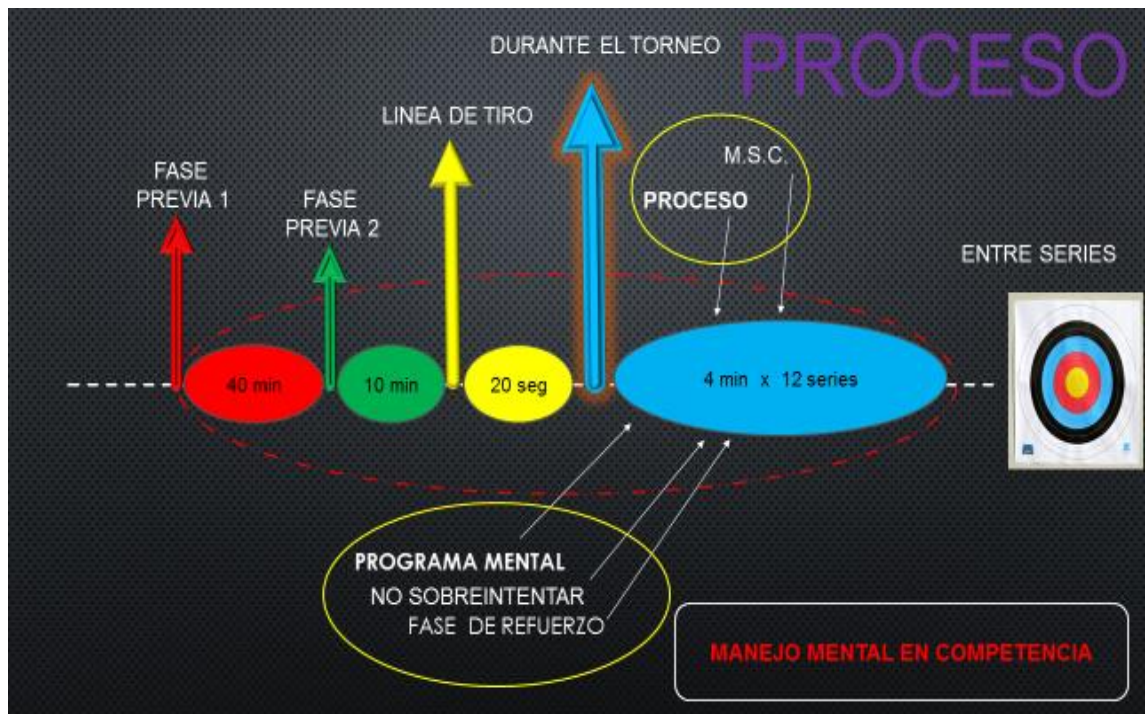 PROCESO
DURANTE EL TORNEO
LINEA DE TIRO
M.S.C.
FASE
PREVIA 1
FASE
PREVIA 2
PROCESO
ENTRE SERIES
40 min
10 min
20 seg
4 min x 12 series
PROGRAMA MENTAL
NO SOBREINTENTAR
FASE DE REFUERZO
MANEJO MENTAL EN COMPETENCIA